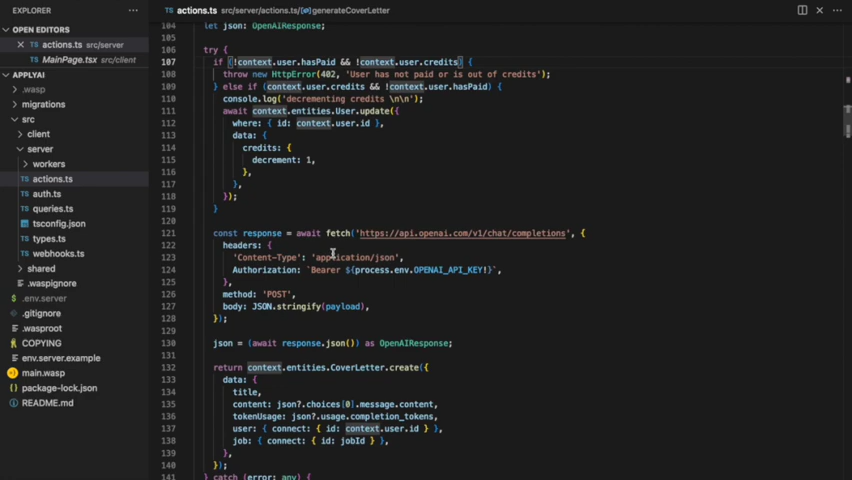 EXPLORER
OPEN EDITORS
actions.ts src/server
MainPage.tsx src/client
APPLYAI
.wasp
migrations
src
client
server
workers
actions.ts
auth.ts
queries.ts
tsconfig.json
types.ts
webhooks.ts
shared
.waspignore
.env.server
.gitignore
.wasproot
COPYING
env.server.example
main.wasp
package-lock.json
README.md
actions.ts src/server/actions.ts/generateCoverLetter
104 let json: OpenAIResponse;
105
106 try {
107 if (!context.user.hasPaid && !context.user.credits) {
108 throw new HttpError(402, 'User has not paid or is out of credits');
109 } else if (context.user.credits && !context.user.hasPaid) {
110 console.log('decrementing credits \n\n');
111 await context.entities.User.update({
112 where: { id: context.user.id },
113 data: {
114 credits: {
115 decrement: 1,
116 },
117 },
118 });
119 }
120
121 const response = await fetch('https://api.openai.com/v1/chat/completions', {
122 headers: {
123 'Content-Type': 'application/json',
124 Authorization: `Bearer ${process.env.OPENAI_API_KEY!}`,
125 },
126 method: 'POST',
127 body: JSON.stringify(payload),
128 });
129
130 json = (await response.json()) as OpenAIResponse;
131
132 return context.entities.CoverLetter.create({
133 data: {
134 title,
135 content: json?.choices[0].message.content,
136 tokenUsage: json?.usage.completion_tokens,
137 user: { connect: { id: context.user.id } },
138 job: { connect: { id: jobId } },
139 },
140 });
141 } catch (error: any) {